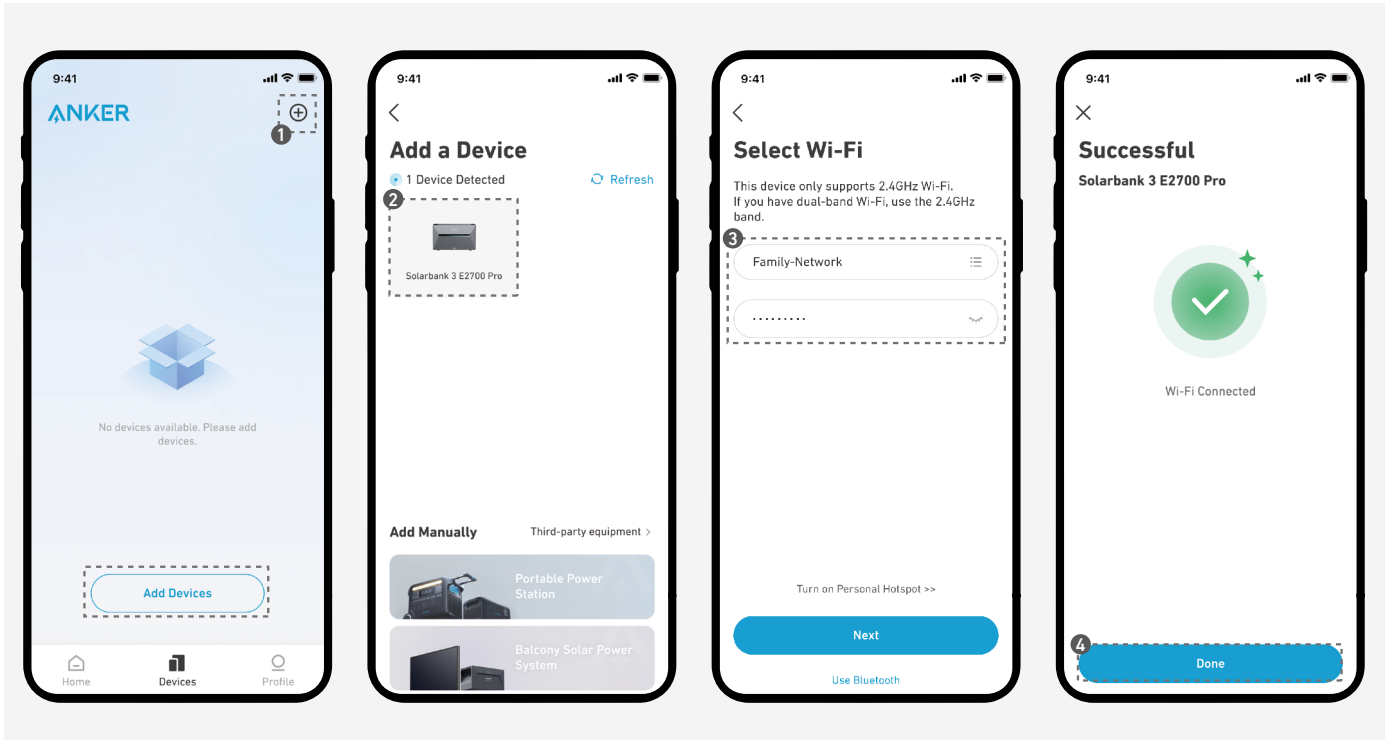 9:41
ANKER
1
No devices available. Please add
devices.
Add Devices
Home
Devices
Profile
9:41
Add a Device
1 Device Detected
Refresh
2
Solarbank 3 E2700 Pro
Add Manually
Third-party equipment >
Portable Power
Station
Balcony Solar Power
System
9:41
Select Wi-Fi
This device only supports 2.4GHz Wi-Fi.
If you have dual-band Wi-Fi, use the 2.4GHz
band.
3
Family-Network
·········
Turn on Personal Hotspot >>
Next
Use Bluetooth
9:41
Successful
Solarbank 3 E2700 Pro
Wi-Fi Connected
4
Done